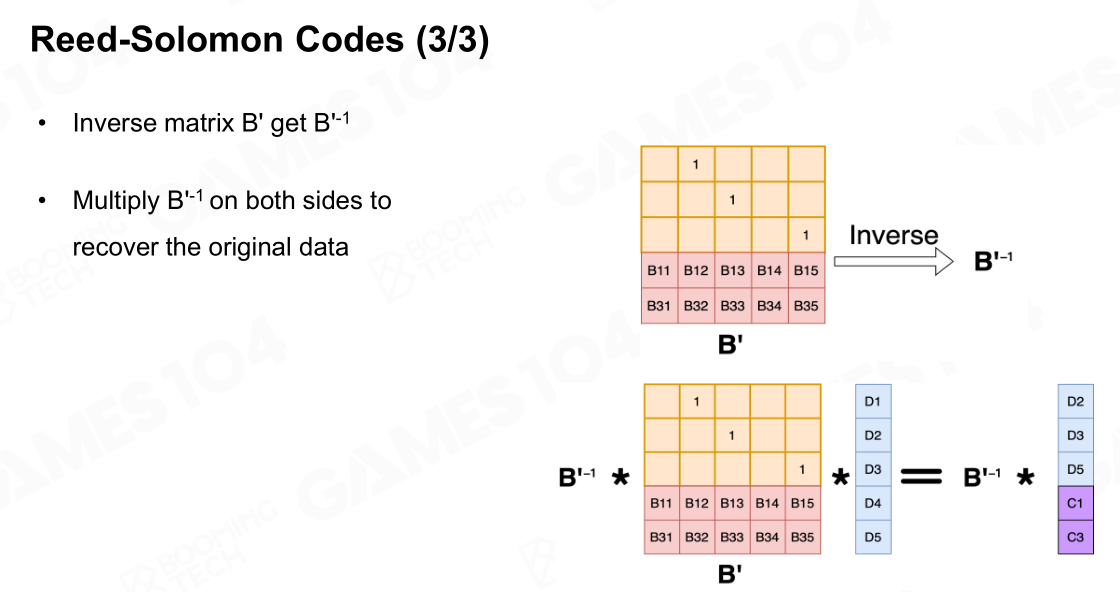 Reed-Solomon Codes (3/3)
• Inverse matrix B' get B'-1
• Multiply B'-1 on both sides to
recover the original data
1
1
1
B11 B12 B13 B14 B15
B31 B32 B33 B34 B35
B'
Inverse
B'-1
B'-1 *
1
1
1
B11 B12 B13 B14 B15
B31 B32 B33 B34 B35
B'
*
D1
D2
D3
D4
D5
=
B'-1 *
D2
D3
D5
C1
C3
GAMES104
BOOMING
TECH